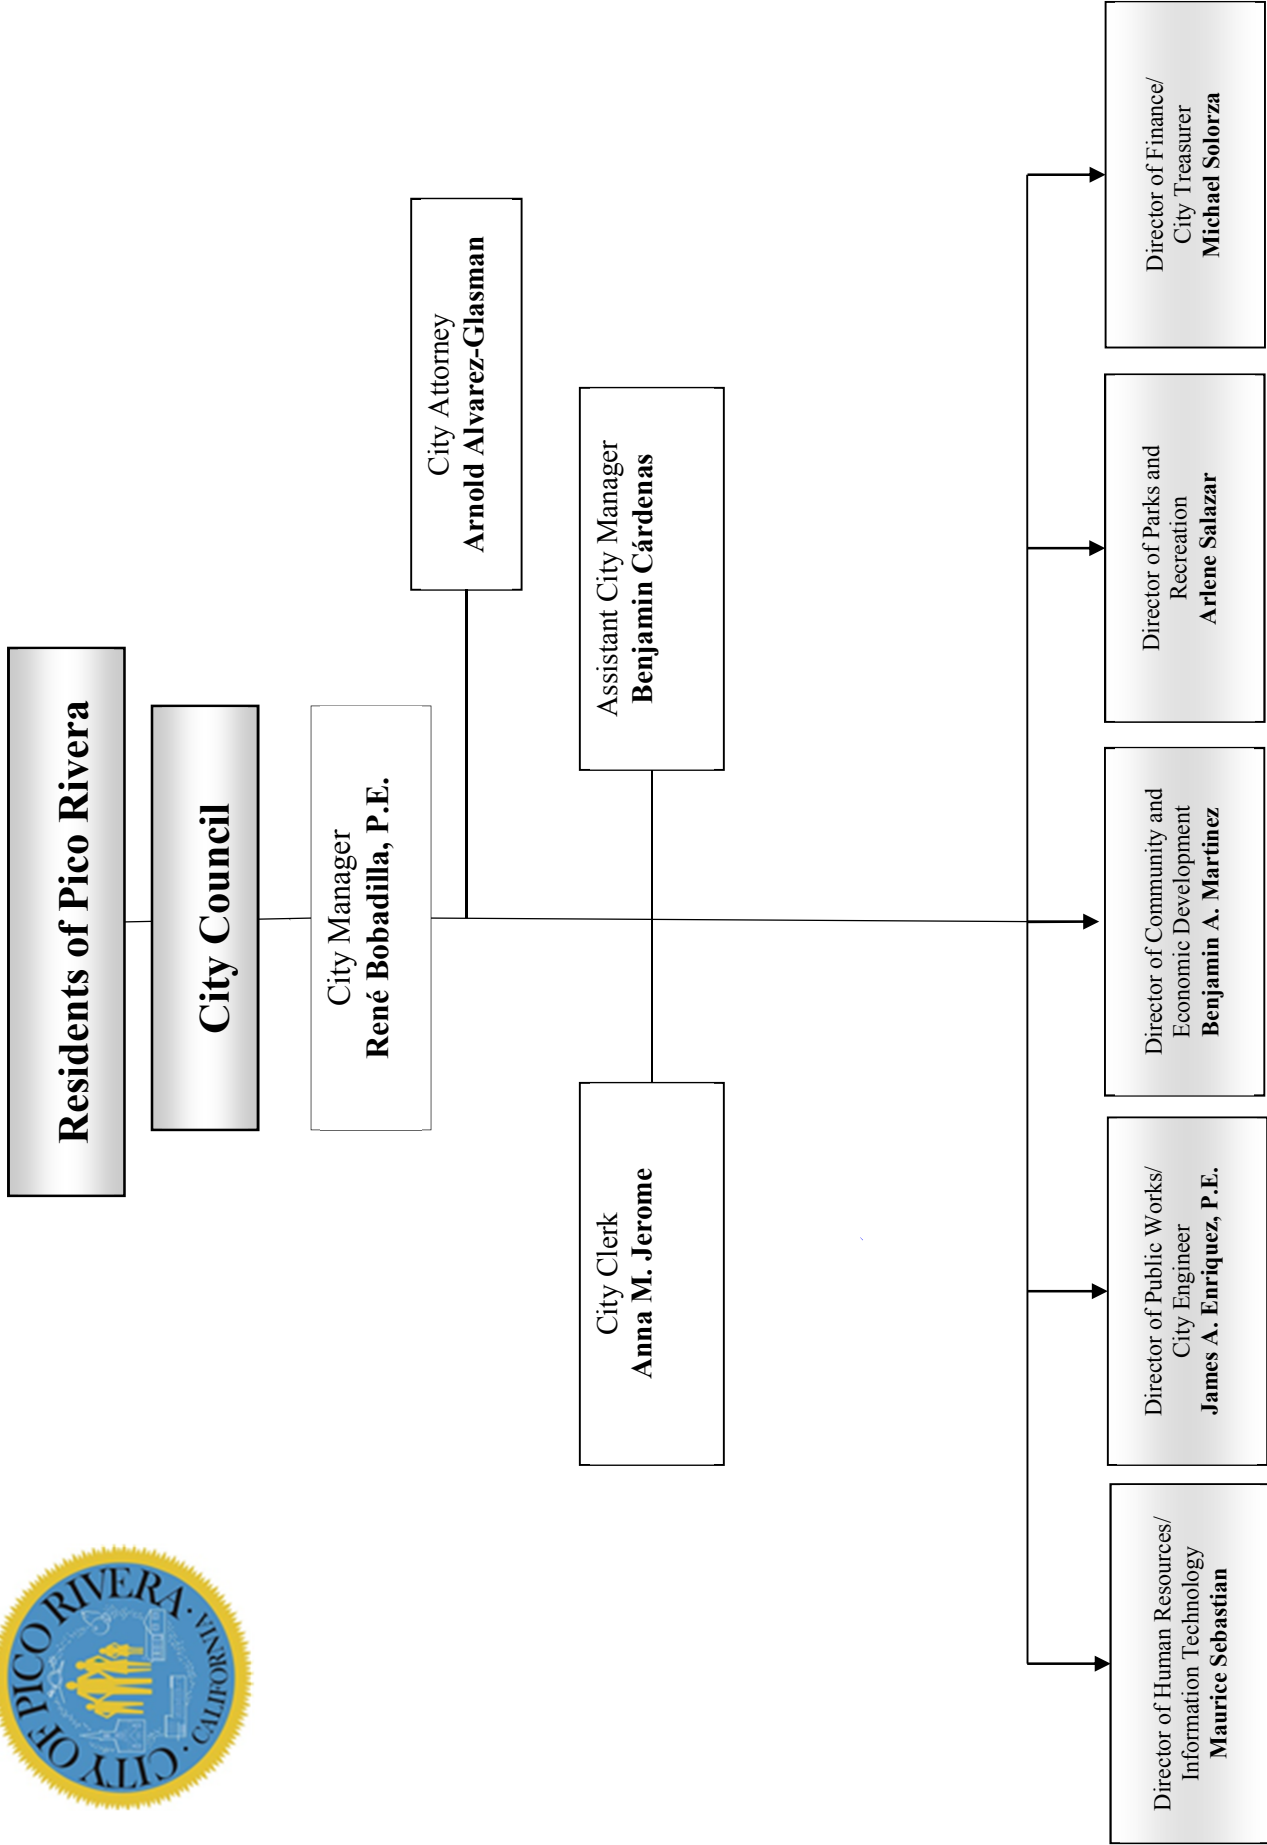 CITY OF PICO RIVERA
· CALIFORNIA ·
Residents of Pico Rivera
City Council
City Manager
René Bobadilla, P.E.
City Attorney
Arnold Alvarez-Glasman
City Clerk
Anna M. Jerome
Assistant City Manager
Benjamin Cárdenas
Director of Human Resources/
Information Technology
Maurice Sebastian
Director of Public Works/
City Engineer
James A. Enriquez, P.E.
Director of Community and
Economic Development
Benjamin A. Martinez
Director of Parks and
Recreation
Arlene Salazar
Director of Finance/
City Treasurer
Michael Solorza